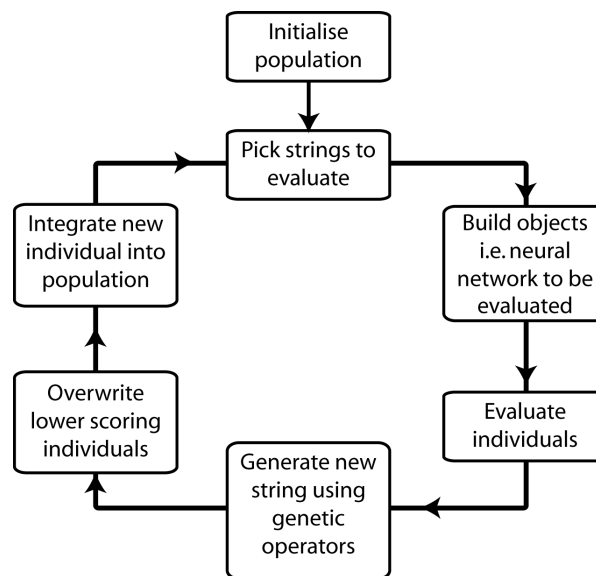 Initialise
population
Pick strings to
evaluate
Build objects
i.e. neural
network to be
evaluated
Evaluate
individuals
Generate new
string using
genetic
operators
Overwrite
lower scoring
individuals
Integrate new
individual into
population